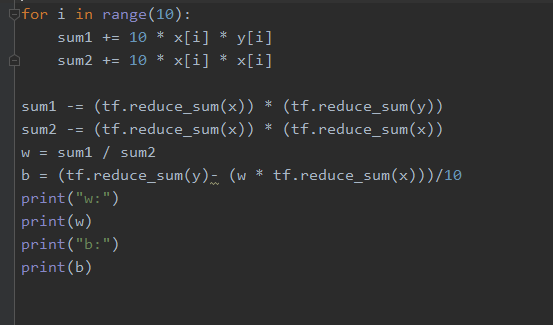 for i in range(10):
    sum1 += 10 * x[i] * y[i]
    sum2 += 10 * x[i] * x[i]

sum1 -= (tf.reduce_sum(x)) * (tf.reduce_sum(y))
sum2 -= (tf.reduce_sum(x)) * (tf.reduce_sum(x))
w = sum1 / sum2
b = (tf.reduce_sum(y)- (w * tf.reduce_sum(x)))/10
print("w:")
print(w)
print("b:")
print(b)